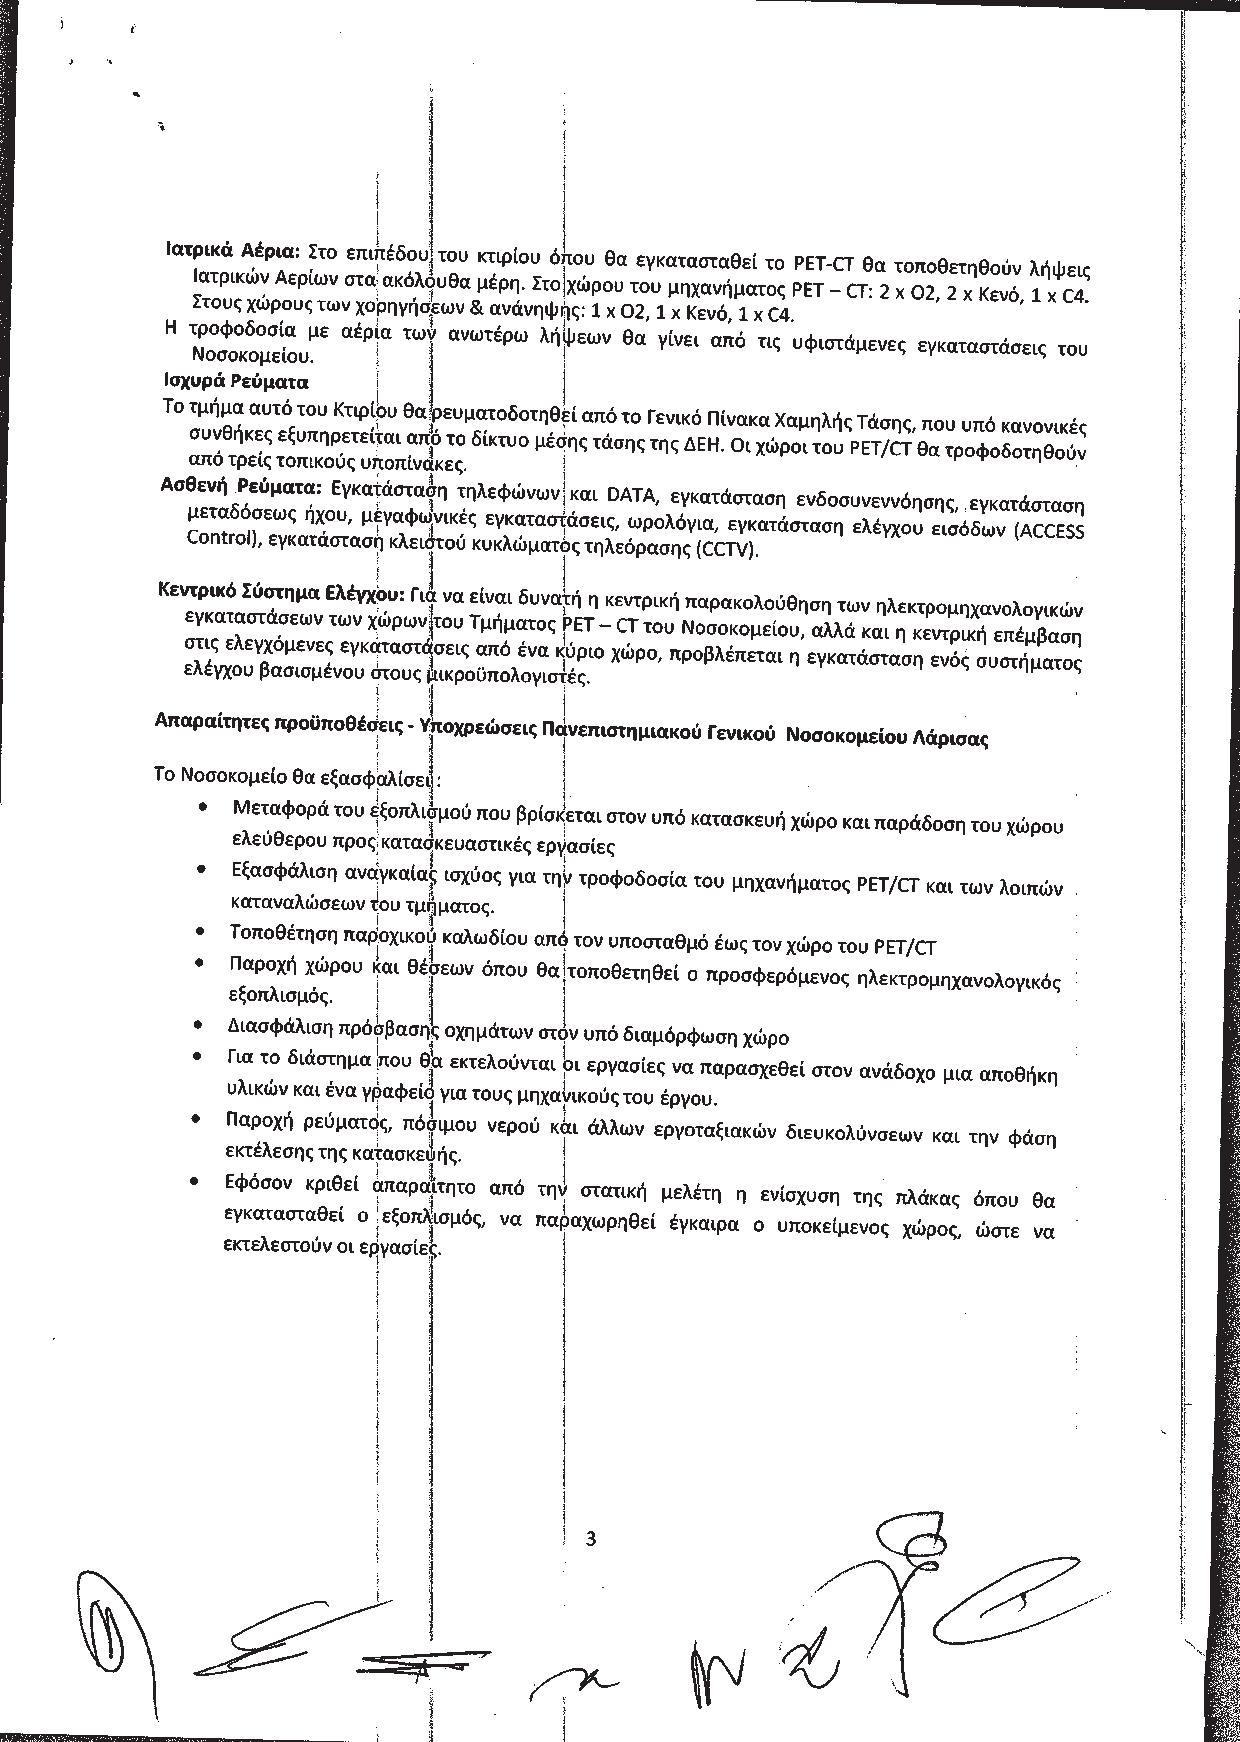 Ιατρικά Αέρια: Στο επιπέδου του κτιρίου όπου θα εγκατασταθεί το PET-CT θα τοποθετηθούν λήψεις
Ιατρικών Αερίων στα ακόλουθα μέρη. Στο χώρου του μηχανήματος PET – CT: 2 x O2, 2 x Κενό, 1 x C4.
Στους χώρους των χορηγήσεων & ανάνηψης: 1 x O2, 1 x Κενό, 1 x C4.
Η τροφοδοσία με αέρια των ανωτέρω λήψεων θα γίνει από τις υφιστάμενες εγκαταστάσεις του
Νοσοκομείου.
Ισχυρά Ρεύματα
Το τμήμα αυτό του Κτιρίου θα ρευματοδοτηθεί από το Γενικό Πίνακα Χαμηλής Τάσης, που υπό κανονικές
συνθήκες εξυπηρετείται από το δίκτυο μέσης τάσης της ΔΕΗ. Οι χώροι του PET/CT θα τροφοδοτηθούν
από τρείς τοπικούς υποπίνακες.
Ασθενή Ρεύματα: Εγκατάσταση τηλεφώνων και DATA, εγκατάσταση ενδοσυνεννόησης, εγκατάσταση
μεταδόσεως ήχου, μεγαφωνικές εγκαταστάσεις, ωρολόγια, εγκατάσταση ελέγχου εισόδων (ACCESS
Control), εγκατάσταση κλειστού κυκλώματος τηλεόρασης (CCTV).
Κεντρικό Σύστημα Ελέγχου: Για να είναι δυνατή η κεντρική παρακολούθηση των ηλεκτρομηχανολογικών
εγκαταστάσεων των χώρων του Τμήματος PET – CT του Νοσοκομείου, αλλά και η κεντρική επέμβαση
στις ελεγχόμενες εγκαταστάσεις από ένα κύριο χώρο, προβλέπεται η εγκατάσταση ενός συστήματος
ελέγχου βασισμένου στους μικροϋπολογιστές.
Απαραίτητες προϋποθέσεις - Υποχρεώσεις Πανεπιστημιακού Γενικού Νοσοκομείου Λάρισας
Το Νοσοκομείο θα εξασφαλίσει:
• Μεταφορά του εξοπλισμού που βρίσκεται στον υπό κατασκευή χώρο και παράδοση του χώρου
ελεύθερου προς κατασκευαστικές εργασίες
• Εξασφάλιση αναγκαίας ισχύος για την τροφοδοσία του μηχανήματος PET/CT και των λοιπών
καταναλώσεων του τμήματος.
• Τοποθέτηση παροχικού καλωδίου από τον υποσταθμό έως τον χώρο του PET/CT
• Παροχή χώρου και θέσεων όπου θα τοποθετηθεί ο προσφερόμενος ηλεκτρομηχανολογικός
εξοπλισμός.
• Διασφάλιση πρόσβασης οχημάτων στον υπό διαμόρφωση χώρο
• Για το διάστημα που θα εκτελούνται οι εργασίες να παρασχεθεί στον ανάδοχο μια αποθήκη
υλικών και ένα γραφείο για τους μηχανικούς του έργου.
• Παροχή ρεύματος, πόσιμου νερού και άλλων εργοταξιακών διευκολύνσεων και την φάση
εκτέλεσης της κατασκευής.
• Εφόσον κριθεί απαραίτητο από την στατική μελέτη η ενίσχυση της πλάκας όπου θα
εγκατασταθεί ο εξοπλισμός, να παραχωρηθεί έγκαιρα ο υποκείμενος χώρος, ώστε να
εκτελεστούν οι εργασίες.
3